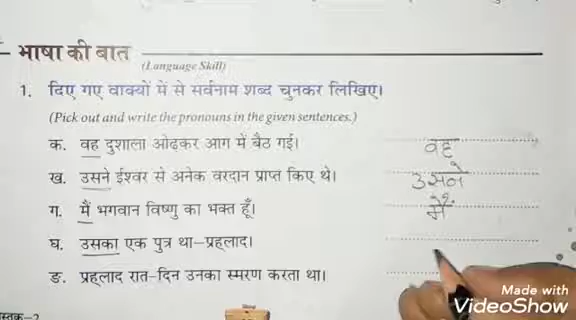 भाषा की बात
(Language Skill)
1. दिए गए वाक्यों में से सर्वनाम शब्द चुनकर लिखिए।
(Pick out and write the pronouns in the given sentences.)
क. वह दुशाला ओढ़कर आग में बैठ गई। वह
ख. उसने ईश्वर से अनेक वरदान प्राप्त किए थे। उसने
ग. मैं भगवान विष्णु का भक्त हूँ। मैं
घ. उसका एक पुत्र था–प्रहलाद।
ङ. प्रहलाद रात-दिन उनका स्मरण करता था।
स्तक–2
Made with
VideoShow